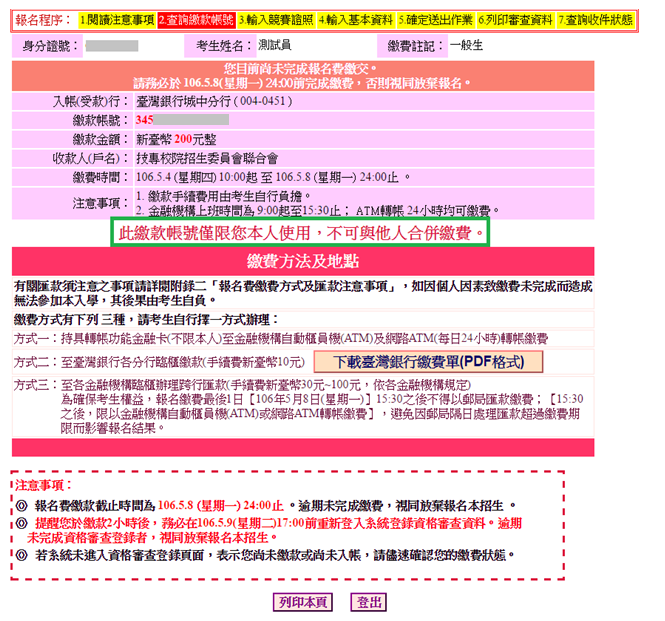 報名程序： 1.閱讀注意事項 2.查詢繳款帳號 3.輸入競賽證照 4.輸入基本資料 5.確定送出作業 6.列印審查資料 7.查詢收件狀態
身分證號： 考生姓名： 測試員 繳費註記： 一般生
您目前尚未完成報名費繳交。
請務必於 106.5.8(星期一) 24:00前完成繳費，否則視同放棄報名。
入帳(受款)行： 臺灣銀行城中分行 ( 004-0451 )
繳款帳號： 345
繳款金額： 新臺幣 200元整
收款人(戶名)： 技專校院招生委員會聯合會
繳費時間： 106.5.4 (星期四) 10:00起 至 106.5.8 (星期一) 24:00止 。
注意事項： 1. 繳款手續費用由考生自行負擔。
2. 金融機構上班時間為 9:00起至15:30止； ATM轉帳 24小時均可繳費。
此繳款帳號僅限您本人使用，不可與他人合併繳費。
繳費方法及地點
有關匯款須注意之事項請詳閱附錄二「報名費繳費方式及匯款注意事項」，如因個人因素致繳費未完成而造成
無法參加本入學，其後果由考生自負。
繳費方式有下列 三種，請考生自行擇一方式辦理：
方式一：持具轉帳功能金融卡(不限本人)至金融機構自動櫃員機(ATM)及網路ATM(每日24小時)轉帳繳費
方式二：至臺灣銀行各分行臨櫃繳款(手續費新臺幣10元) 下載臺灣銀行繳費單(PDF格式)
方式三：至各金融機構臨櫃辦理跨行匯款(手續費新臺幣30元~100元，依各金融機構規定)
為確保考生權益，報名繳費最後1日【106年5月8日(星期一)】15:30之後不得以郵局匯款繳費；【15:30
之後，限以金融機構自動櫃員機(ATM)或網路ATM轉帳繳費】，避免因郵局隔日處理匯款超過繳費期
限而影響報名結果。
注意事項：
◎ 報名費繳款截止時間為 106.5.8 (星期一) 24:00止 。逾期未完成繳費，視同放棄報名本招生 。
◎ 提醒您於繳款2小時後，務必在106.5.9(星期二)17:00前重新登入系統登錄資格審查資料。逾期
未完成資格審查登錄者，視同放棄報名本招生。
◎ 若系統未進入資格審查登錄頁面，表示您尚未繳款或尚未入帳，請儘速確認您的繳費狀態。
列印本頁 登出